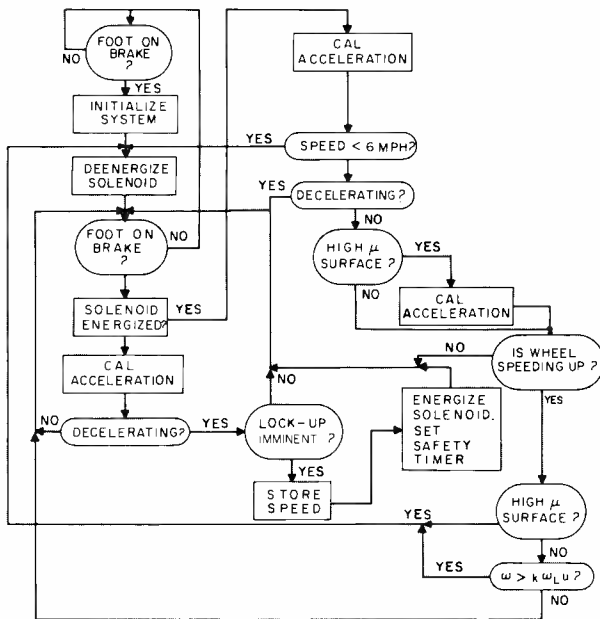 FOOT ON
BRAKE
?
NO
YES
INITIALIZE
SYSTEM
DEENERGIZE
SOLENOID
FOOT ON
BRAKE
?
NO
SOLENOID
ENERGIZED?
YES
CAL
ACCELERATION
DECELERATING?
NO
YES
LOCK-UP
IMMINENT ?
NO
YES
STORE
SPEED
CAL
ACCELERATION
SPEED < 6 MPH?
YES
DECELERATING?
YES
NO
HIGH μ
SURFACE ?
YES
NO
CAL
ACCELERATION
IS WHEEL
SPEEDING UP ?
NO
YES
ENERGIZE
SOLENOID.
SET
SAFETY
TIMER
HIGH μ
SURFACE ?
YES
NO
ω > k ωL u ?
YES
NO